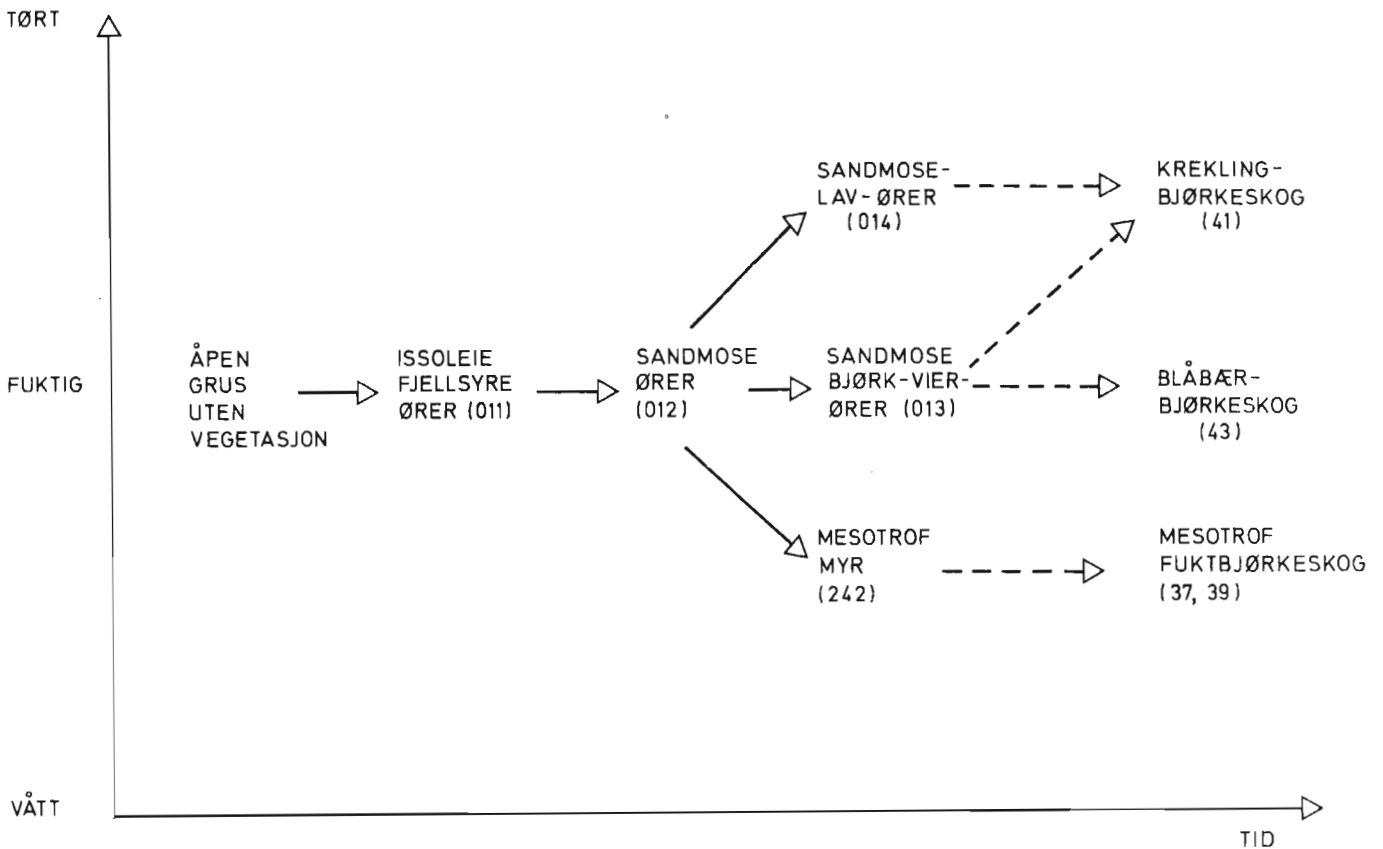 TØRT
SANDMOSE-
LAV-ØRER
(014)
KREKLING-
BJØRKESKOG
(41)
FUKTIG
ÅPEN
GRUS
UTEN
VEGETASJON
ISSOLEIE
FJELLSYRE
ØRER (011)
SANDMOSE
ØRER
(012)
SANDMOSE
BJØRK-VIER-
ØRER (013)
BLÅBÆR-
BJØRKESKOG
(43)
MESOTROF
MYR
(242)
MESOTROF
FUKTBJØRKESKOG
(37, 39)
VÅTT
TID